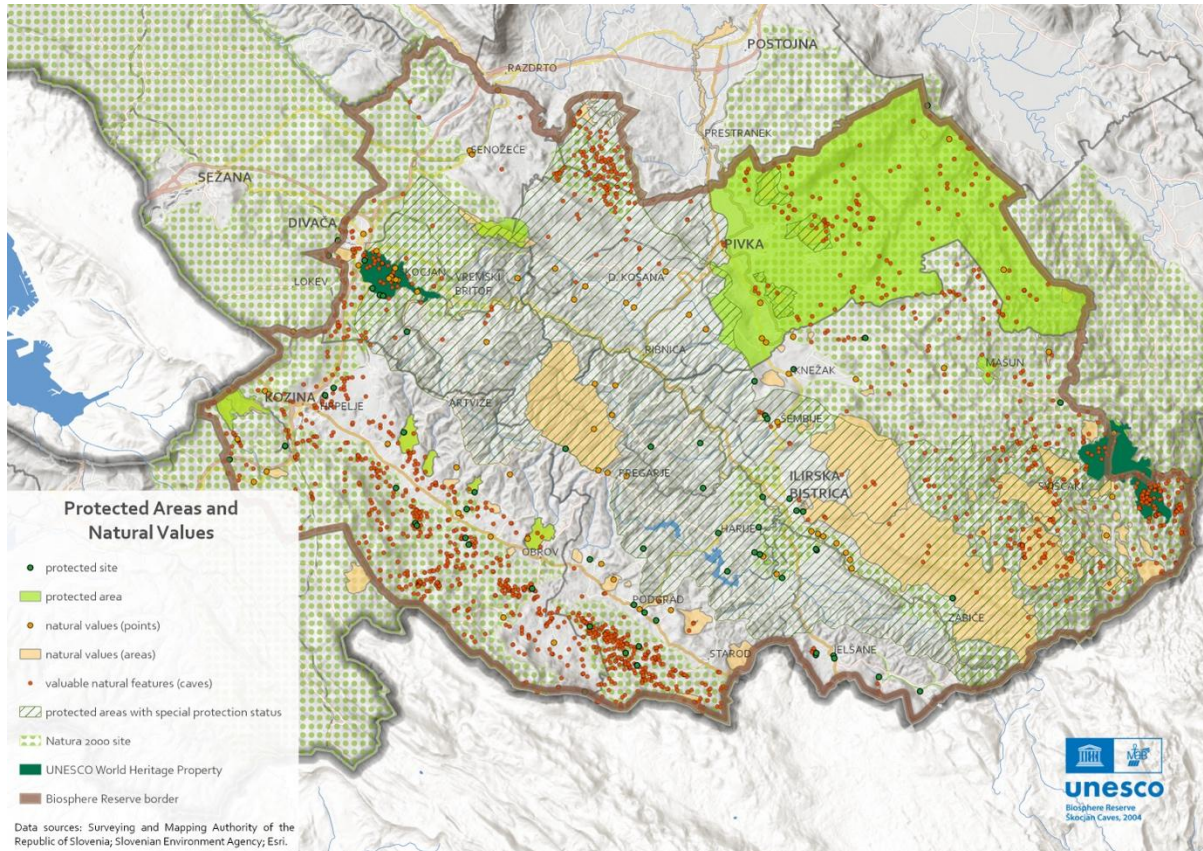 POSTOJNA
RAZDRTO
PRESTRANEK
SENOŽEČE
SEŽANA
DIVAČA
PIVKA
ŠKOCJAN
VREMSKI
BRITOF
D. KOŠANA
LOKEV
RIBNICA
MAŠUN
KNEŽAK
KOZINA
HRPELJE
ARTVIŽE
ŠEMBIJE
PREGARJE
ILIRSKA
BISTRICA
SVIŠČAKI
HARIJE
OBROV
PODGRAD
ZABIČE
STAROD
JELŠANE
Protected Areas and
Natural Values
protected site
protected area
natural values (points)
natural values (areas)
valuable natural features (caves)
protected areas with special protection status
Natura 2000 site
UNESCO World Heritage Property
Biosphere Reserve border
Data sources: Surveying and Mapping Authority of the
Republic of Slovenia; Slovenian Environment Agency; Esri.
MaB
unesco
Biosphere Reserve
Škocjan Caves, 2004